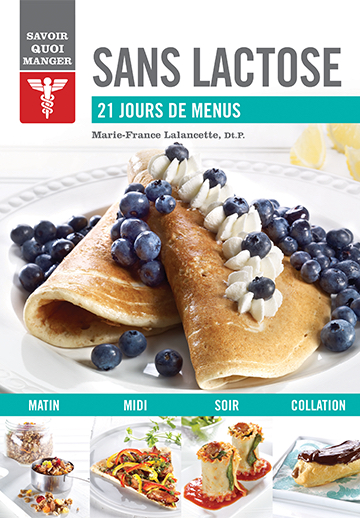 SAVOIR
QUOI
MANGER
SANS LACTOSE
21 JOURS DE MENUS
Marie-France Lalancette, Dt.P.
MATIN MIDI SOIR COLLATION